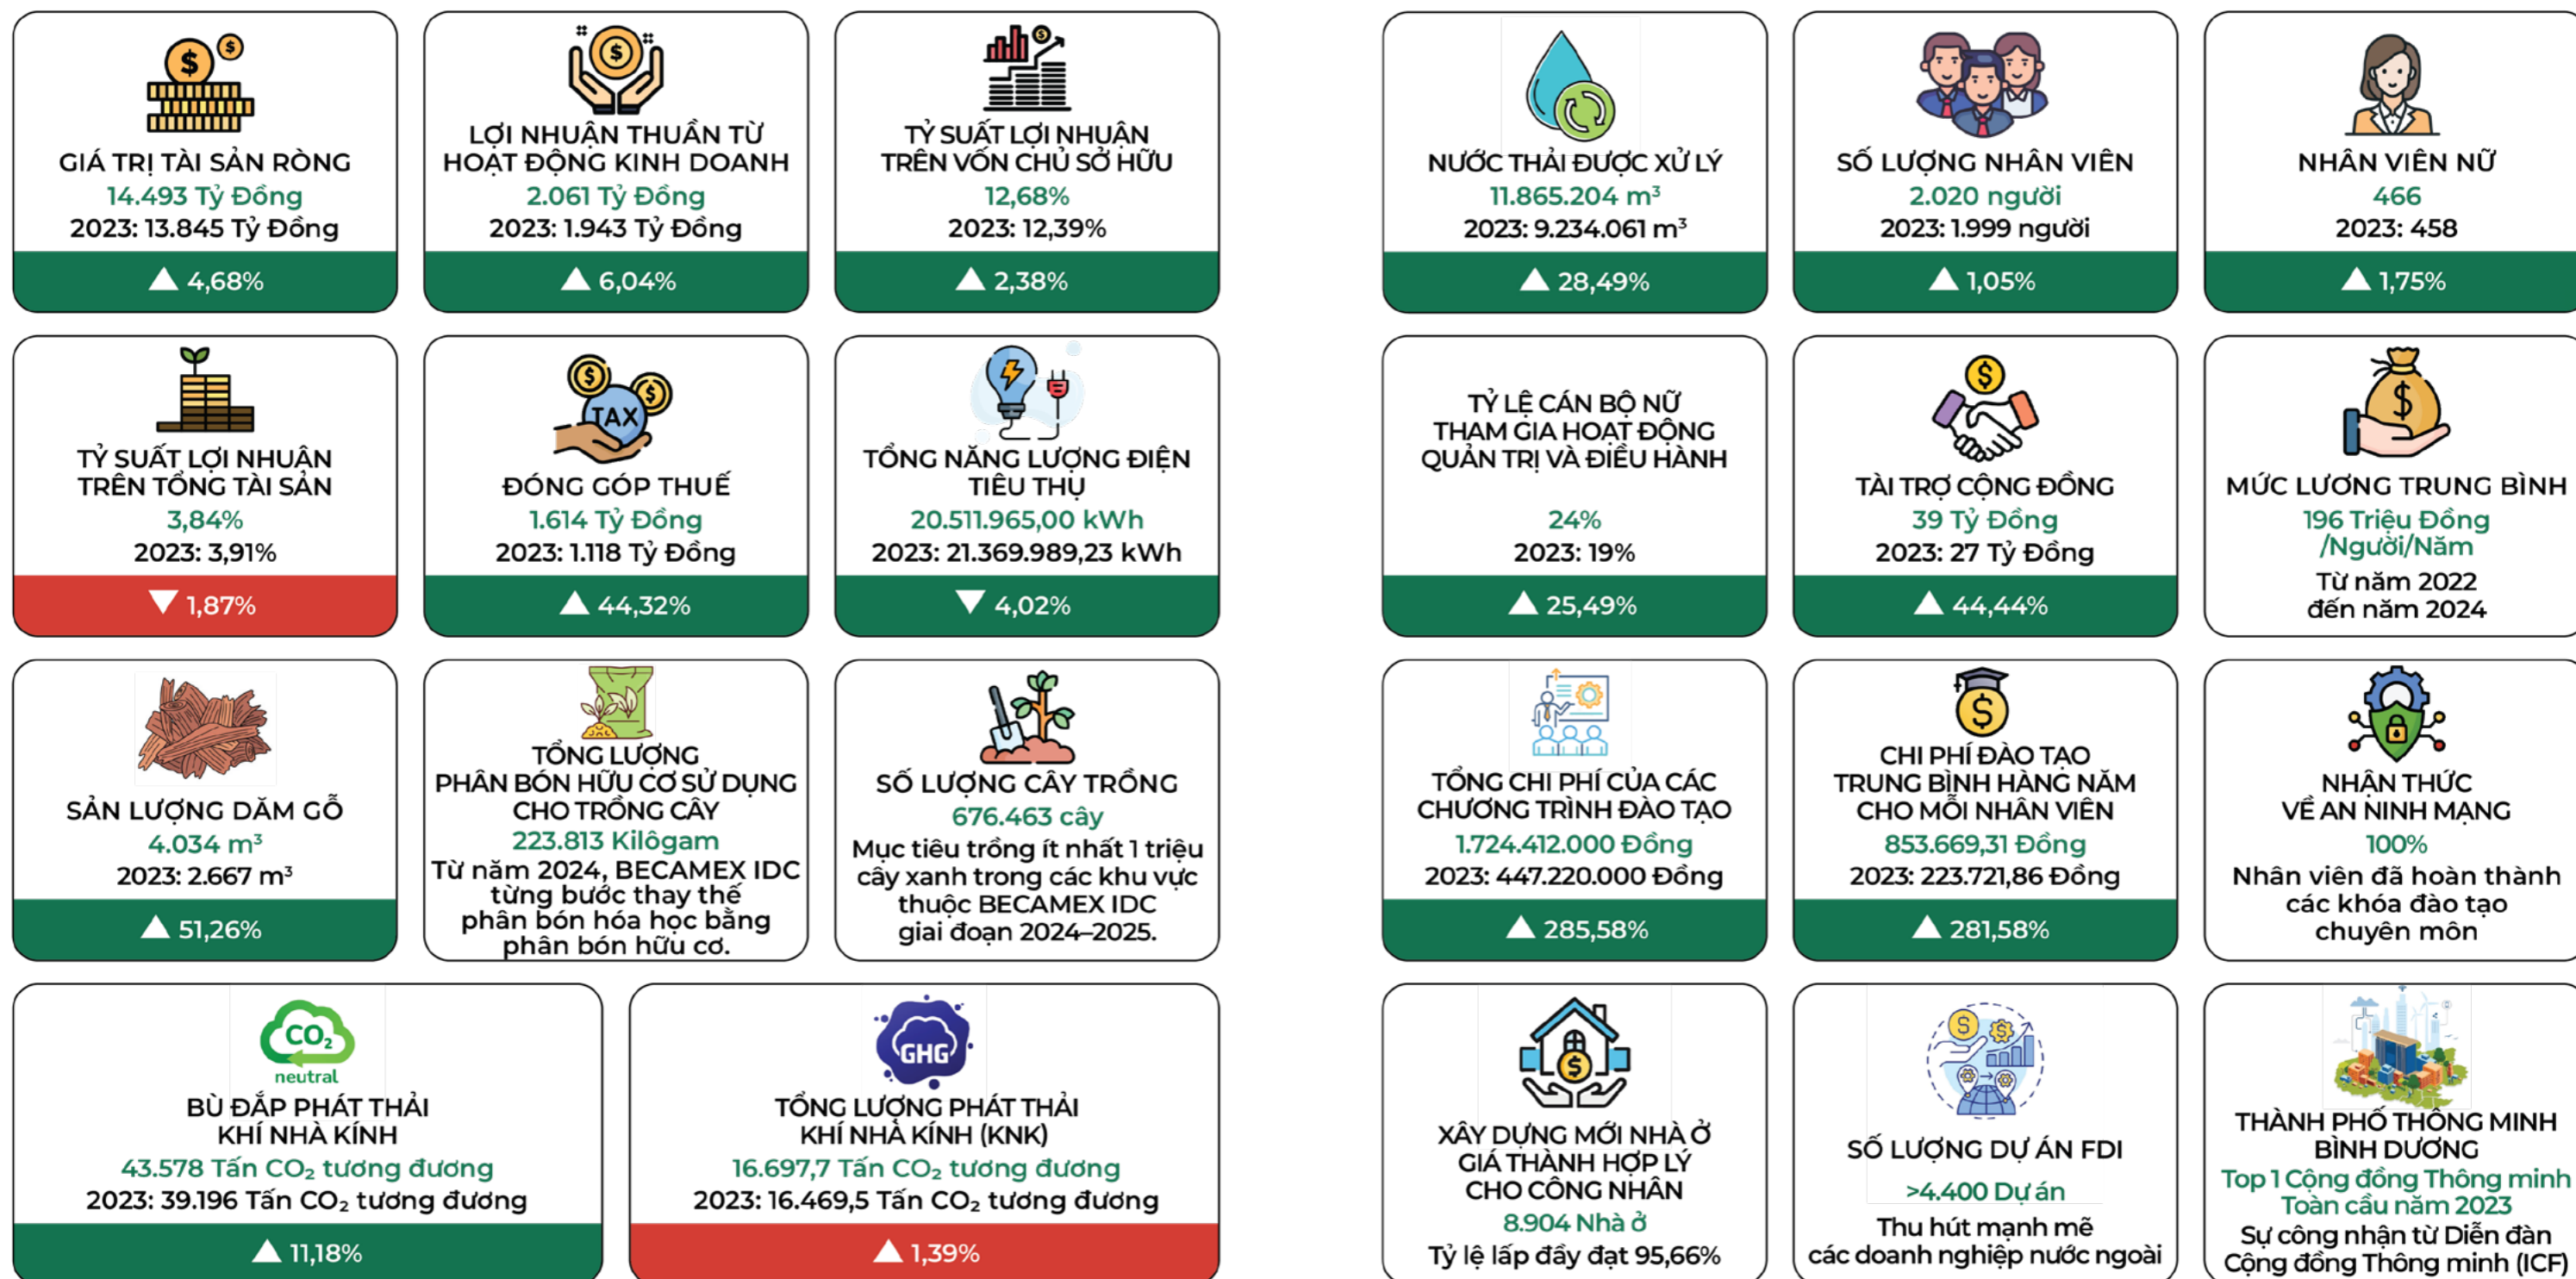 GIÁ TRỊ TÀI SẢN RÒNG
14.493 Tỷ Đồng
2023: 13.845 Tỷ Đồng
▲ 4,68%
LỢI NHUẬN THUẦN TỪ
HOẠT ĐỘNG KINH DOANH
2.061 Tỷ Đồng
2023: 1.943 Tỷ Đồng
▲ 6,04%
TỶ SUẤT LỢI NHUẬN
TRÊN VỐN CHỦ SỞ HỮU
12,68%
2023: 12,39%
▲ 2,38%
TỶ SUẤT LỢI NHUẬN
TRÊN TỔNG TÀI SẢN
3,84%
2023: 3,91%
▼ 1,87%
TAX
ĐÓNG GÓP THUẾ
1.614 Tỷ Đồng
2023: 1.118 Tỷ Đồng
▲ 44,32%
TỔNG NĂNG LƯỢNG ĐIỆN
TIÊU THỤ
20.511.965,00 kWh
2023: 21.369.989,23 kWh
▼ 4,02%
SẢN LƯỢNG DĂM GỖ
4.034 m³
2023: 2.667 m³
▲ 51,26%
TỔNG LƯỢNG
PHÂN BÓN HỮU CƠ SỬ DỤNG
CHO TRỒNG CÂY
223.813 Kilôgam
Từ năm 2024, BECAMEX IDC
từng bước thay thế
phân bón hóa học bằng
phân bón hữu cơ.
SỐ LƯỢNG CÂY TRỒNG
676.463 cây
Mục tiêu trồng ít nhất 1 triệu
cây xanh trong các khu vực
thuộc BECAMEX IDC
giai đoạn 2024–2025.
CO₂
neutral
BÙ ĐẮP PHÁT THẢI
KHÍ NHÀ KÍNH
43.578 Tấn CO₂ tương đương
2023: 39.196 Tấn CO₂ tương đương
▲ 11,18%
GHG
TỔNG LƯỢNG PHÁT THẢI
KHÍ NHÀ KÍNH (KNK)
16.697,7 Tấn CO₂ tương đương
2023: 16.469,5 Tấn CO₂ tương đương
▲ 1,39%
NƯỚC THẢI ĐƯỢC XỬ LÝ
11.865.204 m³
2023: 9.234.061 m³
▲ 28,49%
SỐ LƯỢNG NHÂN VIÊN
2.020 người
2023: 1.999 người
▲ 1,05%
NHÂN VIÊN NỮ
466
2023: 458
▲ 1,75%
TỶ LỆ CÁN BỘ NỮ
THAM GIA HOẠT ĐỘNG
QUẢN TRỊ VÀ ĐIỀU HÀNH
24%
2023: 19%
▲ 25,49%
TÀI TRỢ CỘNG ĐỒNG
39 Tỷ Đồng
2023: 27 Tỷ Đồng
▲ 44,44%
MỨC LƯƠNG TRUNG BÌNH
196 Triệu Đồng
/Người/Năm
Từ năm 2022
đến năm 2024
TỔNG CHI PHÍ CỦA CÁC
CHƯƠNG TRÌNH ĐÀO TẠO
1.724.412.000 Đồng
2023: 447.220.000 Đồng
▲ 285,58%
CHI PHÍ ĐÀO TẠO
TRUNG BÌNH HÀNG NĂM
CHO MỖI NHÂN VIÊN
853.669,31 Đồng
2023: 223.721,86 Đồng
▲ 281,58%
NHẬN THỨC
VỀ AN NINH MẠNG
100%
Nhân viên đã hoàn thành
các khóa đào tạo
chuyên môn
XÂY DỰNG MỚI NHÀ Ở
GIÁ THÀNH HỢP LÝ
CHO CÔNG NHÂN
8.904 Nhà ở
Tỷ lệ lấp đầy đạt 95,66%
SỐ LƯỢNG DỰ ÁN FDI
>4.400 Dự án
Thu hút mạnh mẽ
các doanh nghiệp nước ngoài
THÀNH PHỐ THÔNG MINH
BÌNH DƯƠNG
Top 1 Cộng đồng Thông minh
Toàn cầu năm 2023
Sự công nhận từ Diễn đàn
Cộng đồng Thông minh (ICF)